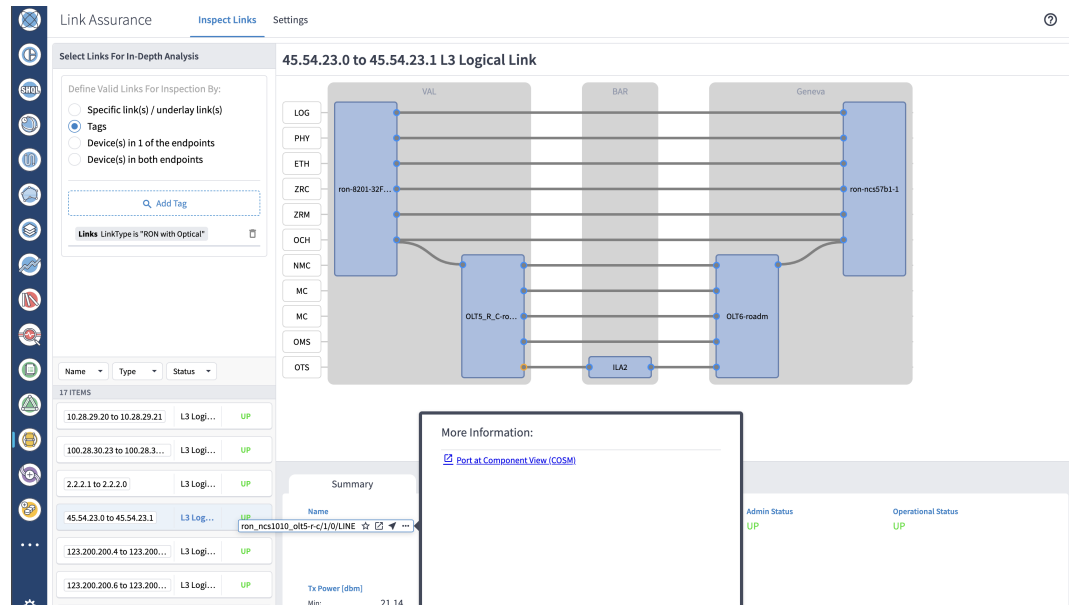 Link Assurance
Inspect Links
Settings
Select Links For In-Depth Analysis
Define Valid Links For Inspection By:
Specific link(s) / underlay link(s)
Tags
Device(s) in 1 of the endpoints
Device(s) in both endpoints
Add Tag
Links LinkType is "RON with Optical"
Name
Type
Status
17 ITEMS
10.28.29.20 to 10.28.29.21 L3 Logi... UP
100.28.30.23 to 100.28.3... L3 Logi... UP
2.2.2.1 to 2.2.2.0 L3 Logi... UP
45.54.23.0 to 45.54.23.1 L3 Log... UP
123.200.200.4 to 123.200... L3 Logi... UP
123.200.200.6 to 123.200... L3 Logi... UP
45.54.23.0 to 45.54.23.1 L3 Logical Link
VAL
BAR
Geneva
LOG
PHY
ETH
ZRC
ZRM
OCH
NMC
MC
MC
OMS
OTS
ron-8201-32F...
ron-ncs57b1-1
OLT5_R_C-ro...
OLT6-roadm
ILA2
Summary
Name
ron_ncs1010_olt5-r-c/1/0/LINE
More Information:
Port at Component View (COSM)
Admin Status
UP
Operational Status
UP
Tx Power [dbm]
Min: 21.14
SHQL